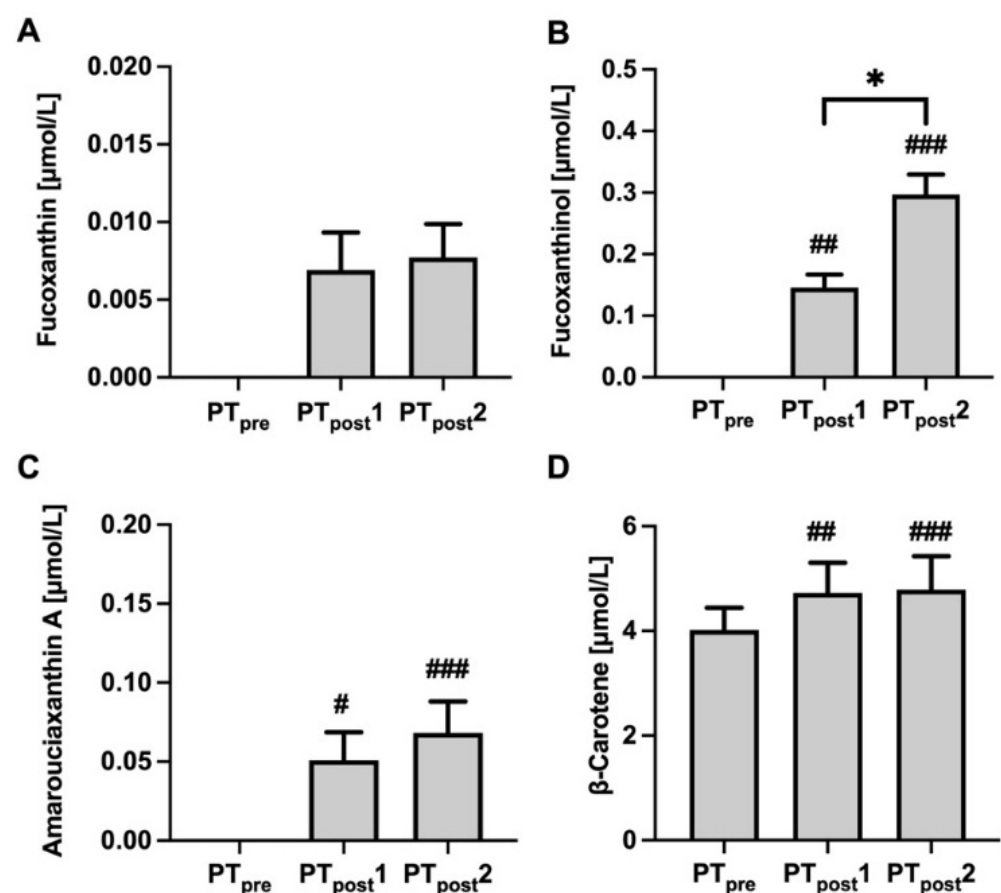 A
Fucoxanthin [µmol/L]
0.020
0.015
0.010
0.005
0.000
PTpre PTpost1 PTpost2
B
Fucoxanthinol [µmol/L]
0.5
0.4
0.3
0.2
0.1
0.0
*
###
##
PTpre PTpost1 PTpost2
C
Amarouciaxanthin A [µmol/L]
0.20
0.15
0.10
0.05
0.00
#
###
PTpre PTpost1 PTpost2
D
β-Carotene [µmol/L]
6
4
2
0
## ###
PTpre PTpost1 PTpost2